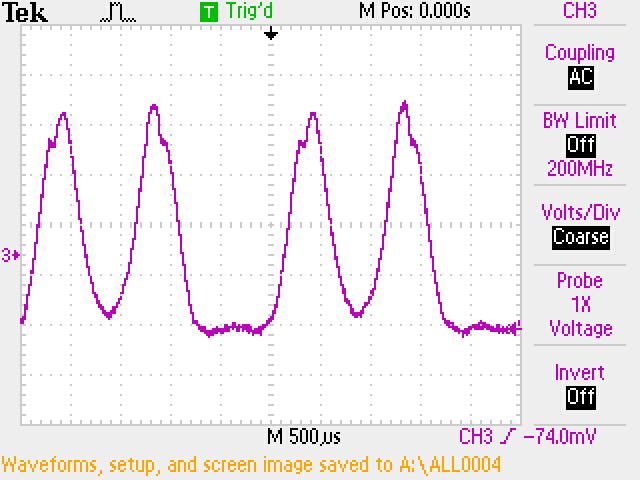 Tek T Trig'd M Pos: 0.000s CH3
Coupling
AC
BW Limit
Off
200MHz
Volts/Div
Coarse
3
Probe
1X
Voltage
Invert
Off
M 500µs CH3 -74.0mV
Waveforms, setup, and screen image saved to A:\ALL0004